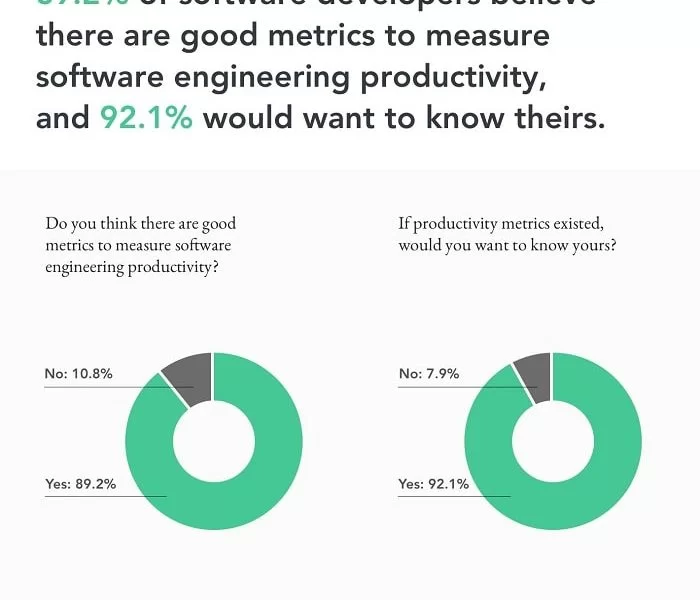 89.2% of software developers believe
there are good metrics to measure
software engineering productivity,
and 92.1% would want to know theirs.
Do you think there are good
metrics to measure software
engineering productivity?
If productivity metrics existed,
would you want to know yours?
No: 10.8%
Yes: 89.2%
No: 7.9%
Yes: 92.1%